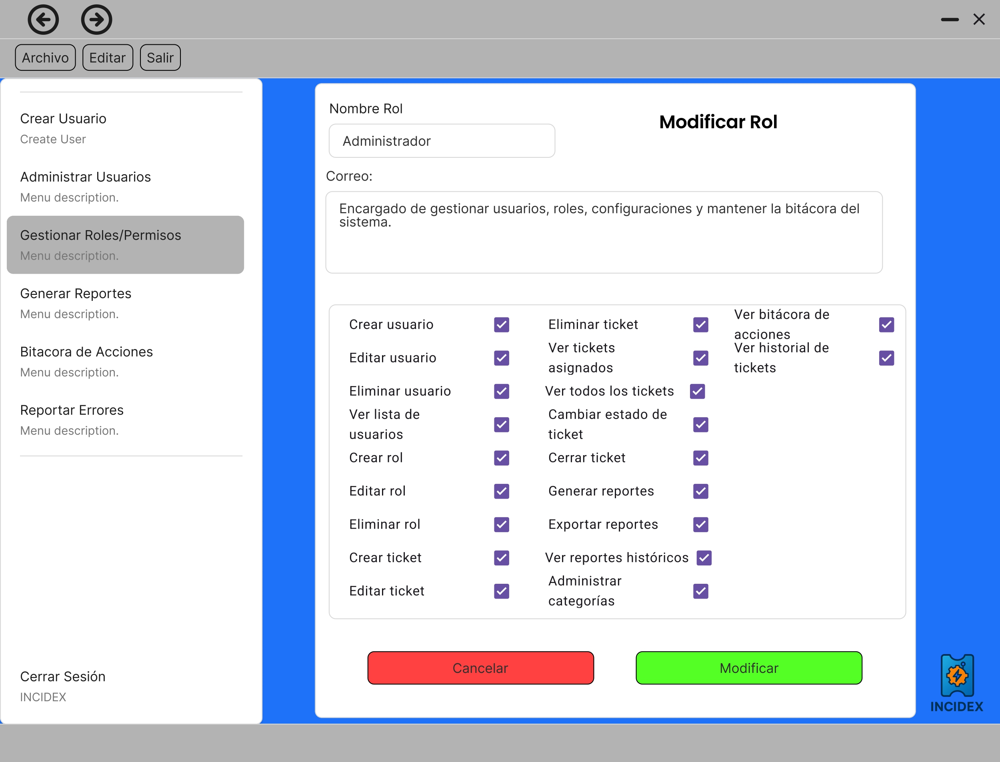 Archivo
Editar
Salir
Crear Usuario
Create User
Administrar Usuarios
Menu description.
Gestionar Roles/Permisos
Menu description.
Generar Reportes
Menu description.
Bitacora de Acciones
Menu description.
Reportar Errores
Menu description.
Cerrar Sesión
INCIDEX
Nombre Rol
Modificar Rol
Administrador
Correo:
Encargado de gestionar usuarios, roles, configuraciones y mantener la bitácora del
sistema.
Crear usuario
Editar usuario
Eliminar usuario
Ver lista de
usuarios
Crear rol
Editar rol
Eliminar rol
Crear ticket
Editar ticket
Eliminar ticket
Ver tickets
asignados
Ver todos los tickets
Cambiar estado de
ticket
Cerrar ticket
Generar reportes
Exportar reportes
Ver reportes históricos
Administrar
categorías
Ver bitácora de
acciones
Ver historial de
tickets
Cancelar
Modificar
INCIDEX